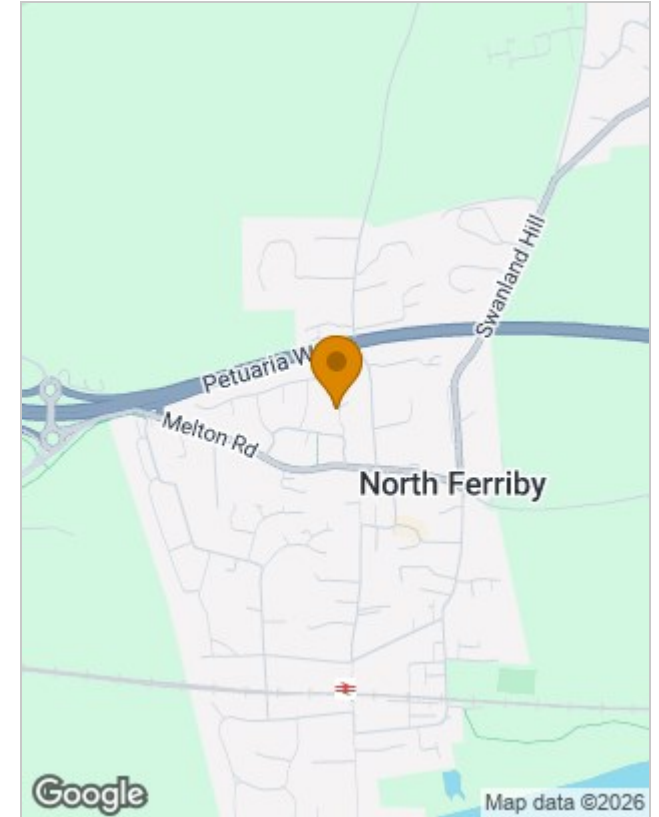 Swanland Hill
Petuaria W
Melton Rd
North Ferriby
Google
Map data ©2026